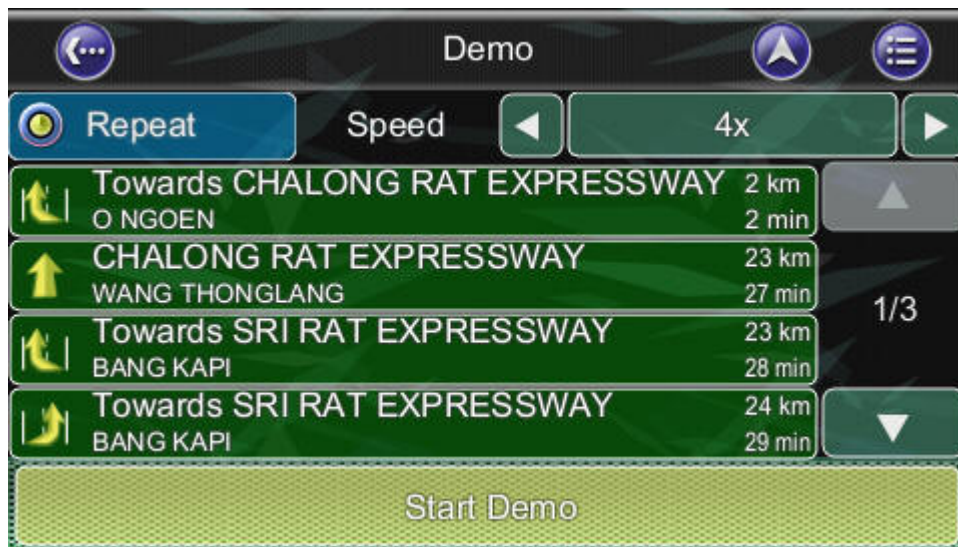 Demo
Repeat Speed 4x
Towards CHALONG RAT EXPRESSWAY 2 km
O NGOEN 2 min
CHALONG RAT EXPRESSWAY 23 km
WANG THONGLANG 27 min
1/3
Towards SRI RAT EXPRESSWAY 23 km
BANG KAPI 28 min
Towards SRI RAT EXPRESSWAY 24 km
BANG KAPI 29 min
Start Demo